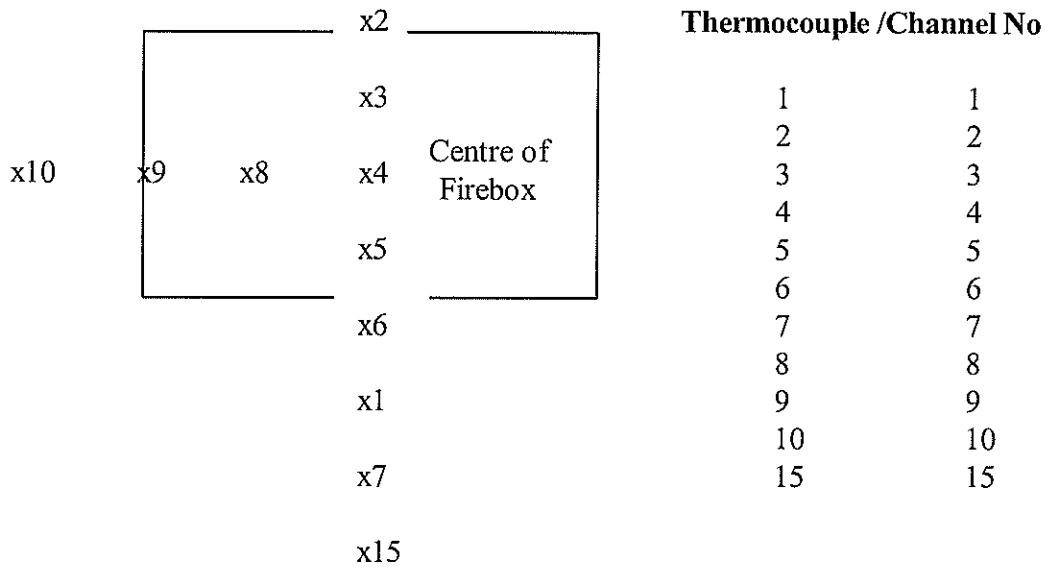 x2
x3
x10 x9 x8 x4 Centre of
Firebox
x5
x6
x1
x7
x15
Thermocouple /Channel No
1 1
2 2
3 3
4 4
5 5
6 6
7 7
8 8
9 9
10 10
15 15